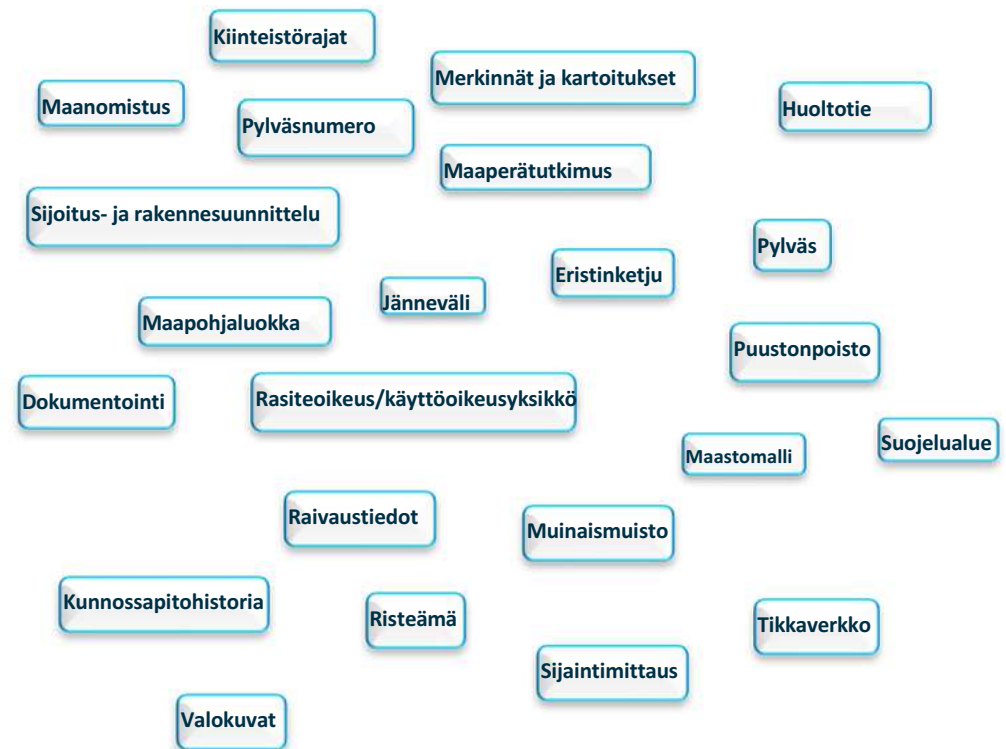 Kiinteistörajat
Merkinnät ja kartoitukset
Maanomistus
Huoltotie
Pylväsnumero
Maaperätutkimus
Sijoitus- ja rakennesuunnittelu
Pylväs
Eristinketju
Jänneväli
Maapohjaluokka
Puustonpoisto
Dokumentointi
Rasiteoikeus/käyttöoikeusyksikkö
Suojelualue
Maastomalli
Raivaustiedot
Muinaismuisto
Kunnossapitohistoria
Risteämä
Tikkaverkko
Sijaintimittaus
Valokuvat